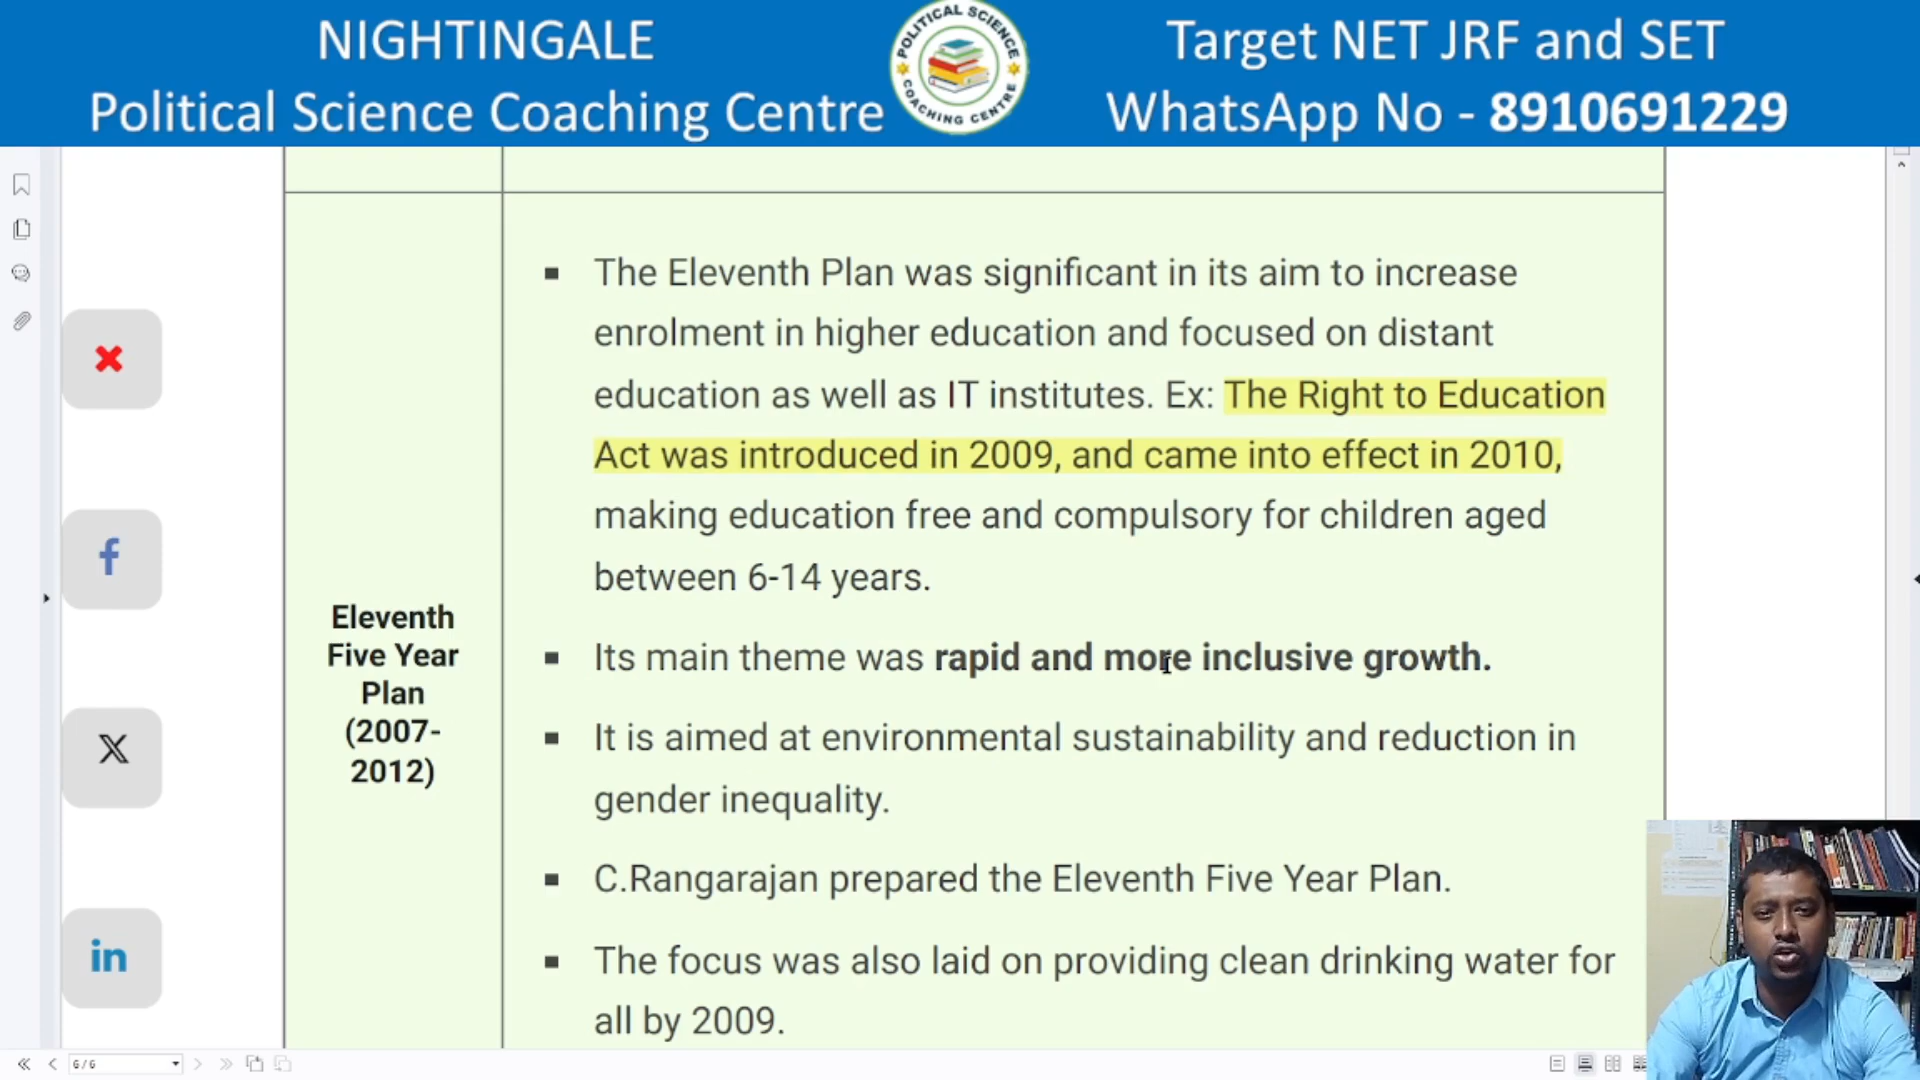 NIGHTINGALE
Political Science Coaching Centre
POLITICAL SCIENCE
COACHING CENTRE
Target NET JRF and SET
WhatsApp No - 8910691229
The Eleventh Plan was significant in its aim to increase
enrolment in higher education and focused on distant
education as well as IT institutes. Ex: The Right to Education
Act was introduced in 2009, and came into effect in 2010,
making education free and compulsory for children aged
between 6-14 years.
Eleventh
Five Year
Plan
(2007-
2012)
Its main theme was rapid and more inclusive growth.
It is aimed at environmental sustainability and reduction in
gender inequality.
C.Rangarajan prepared the Eleventh Five Year Plan.
The focus was also laid on providing clean drinking water for
all by 2009.
6/6